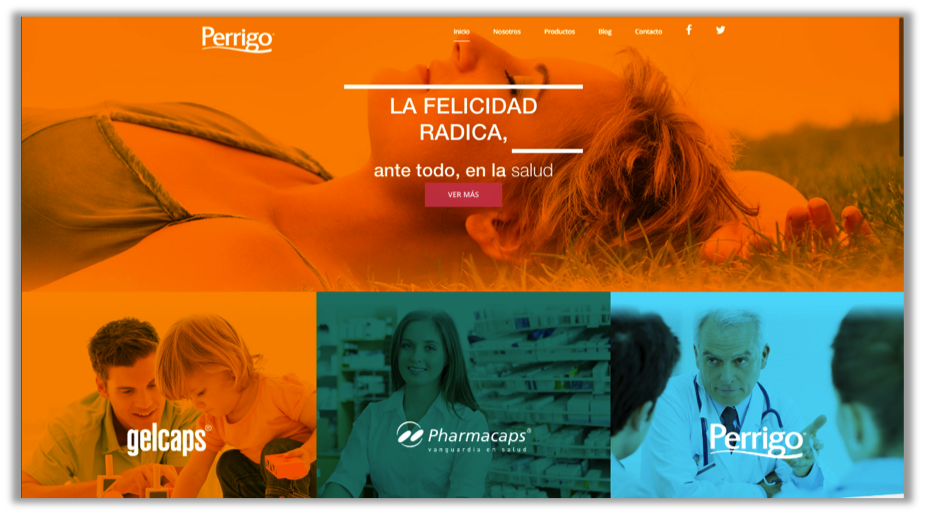 Perrigo
Inicio Nosotros Productos Blog Contacto
LA FELICIDAD
RADICA,
ante todo, en la salud
VER MÁS
gelcaps®
Pharmacaps®
vanguardia en salud
Perrigo